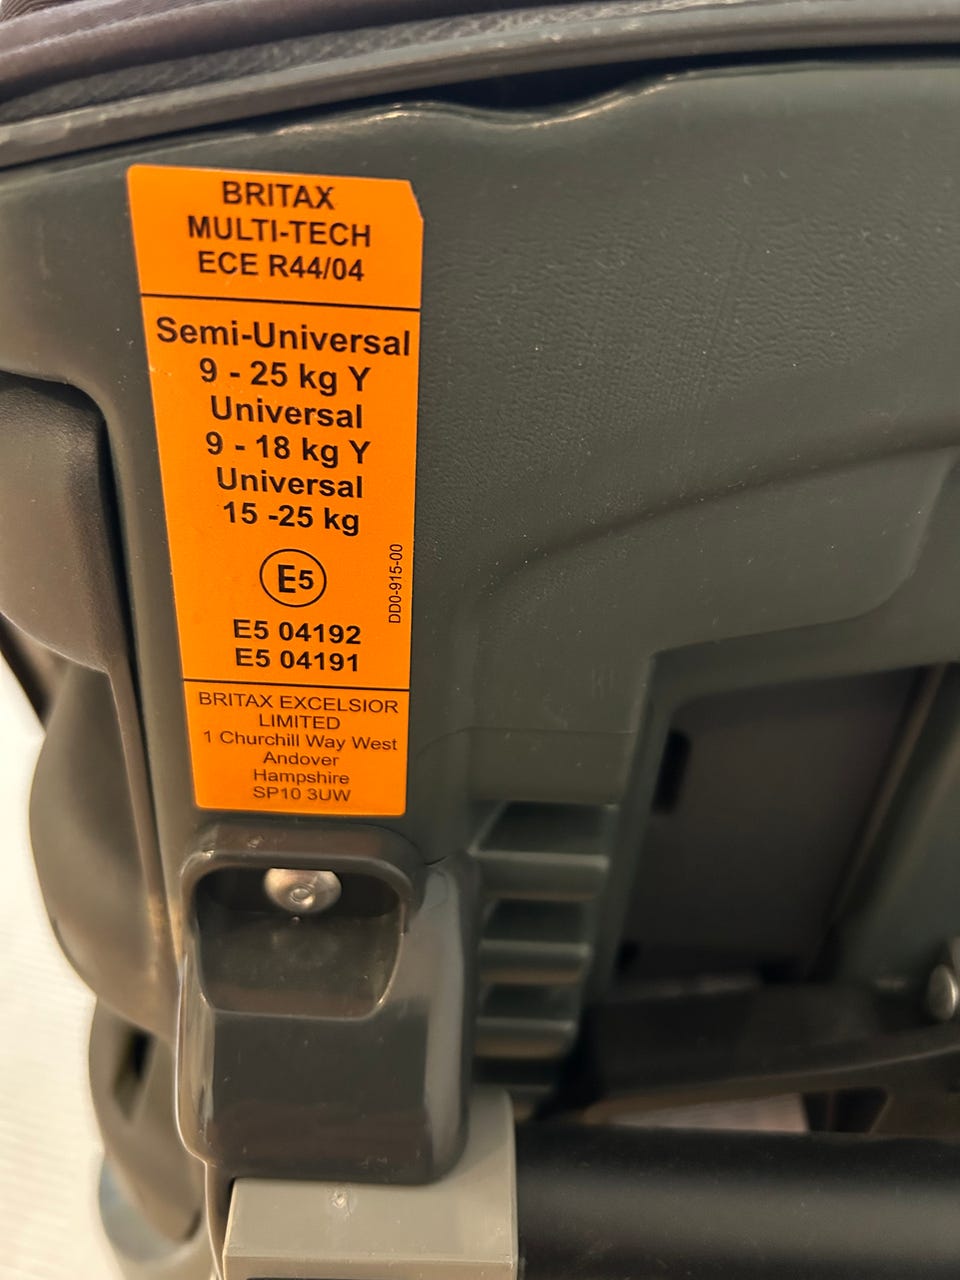 BRITAX
MULTI-TECH
ECE R44/04
Semi-Universal
9 - 25 kg Y
Universal
9 - 18 kg Y
Universal
15 -25 kg
E5
DD0-915-00
E5 04192
E5 04191
BRITAX EXCELSIOR
LIMITED
1 Churchill Way West
Andover
Hampshire
SP10 3UW